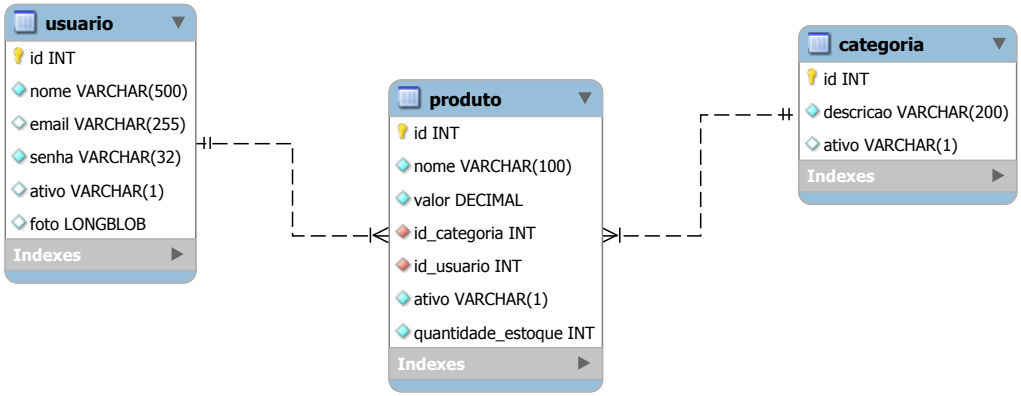 usuario
id INT
nome VARCHAR(500)
email VARCHAR(255)
senha VARCHAR(32)
ativo VARCHAR(1)
foto LONGBLOB
Indexes
produto
id INT
nome VARCHAR(100)
valor DECIMAL
id_categoria INT
id_usuario INT
ativo VARCHAR(1)
quantidade_estoque INT
Indexes
categoria
id INT
descricao VARCHAR(200)
ativo VARCHAR(1)
Indexes